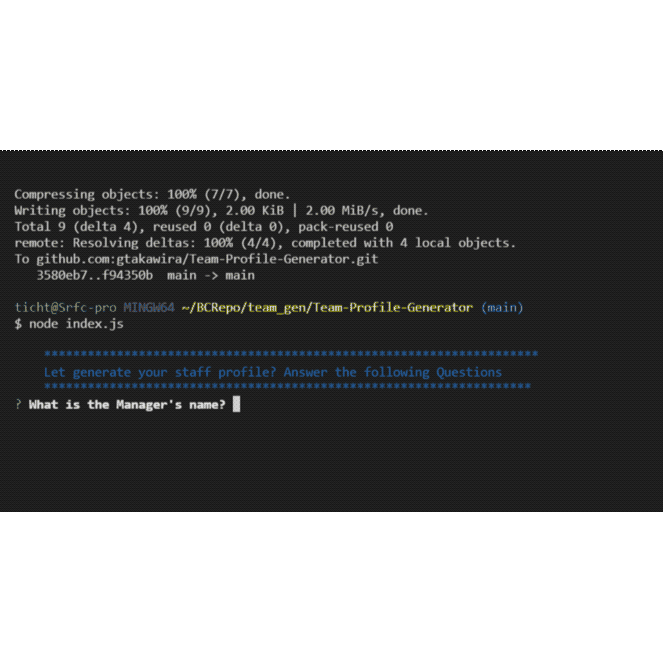 Compressing objects: 100% (7/7), done.
Writing objects: 100% (9/9), 2.00 KiB | 2.00 MiB/s, done.
Total 9 (delta 4), reused 0 (delta 0), pack-reused 0
remote: Resolving deltas: 100% (4/4), completed with 4 local objects.
To github.com:gtakawira/Team-Profile-Generator.git
3580eb7..f94350b  main -> main
ticht@Srfc-pro MINGW64 ~/BCRepo/team_gen/Team-Profile-Generator (main)
$ node index.js
********************************************************************
Let generate your staff profile? Answer the following Questions
*******************************************************************
? What is the Manager's name?